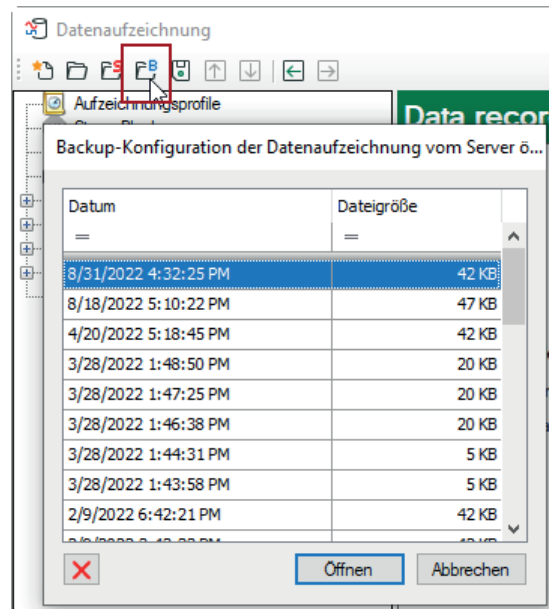 Datenaufzeichnung
S
B
Aufzeichnungsprofile
Data recor
Backup-Konfiguration der Datenaufzeichnung vom Server ö...
Datum Dateigröße
= =
8/31/2022 4:32:25 PM 42 KB
8/18/2022 5:10:22 PM 47 KB
4/20/2022 5:18:45 PM 42 KB
3/28/2022 1:48:50 PM 20 KB
3/28/2022 1:47:25 PM 20 KB
3/28/2022 1:46:38 PM 20 KB
3/28/2022 1:44:31 PM 5 KB
3/28/2022 1:43:58 PM 5 KB
2/9/2022 6:42:21 PM 42 KB
Öffnen Abbrechen